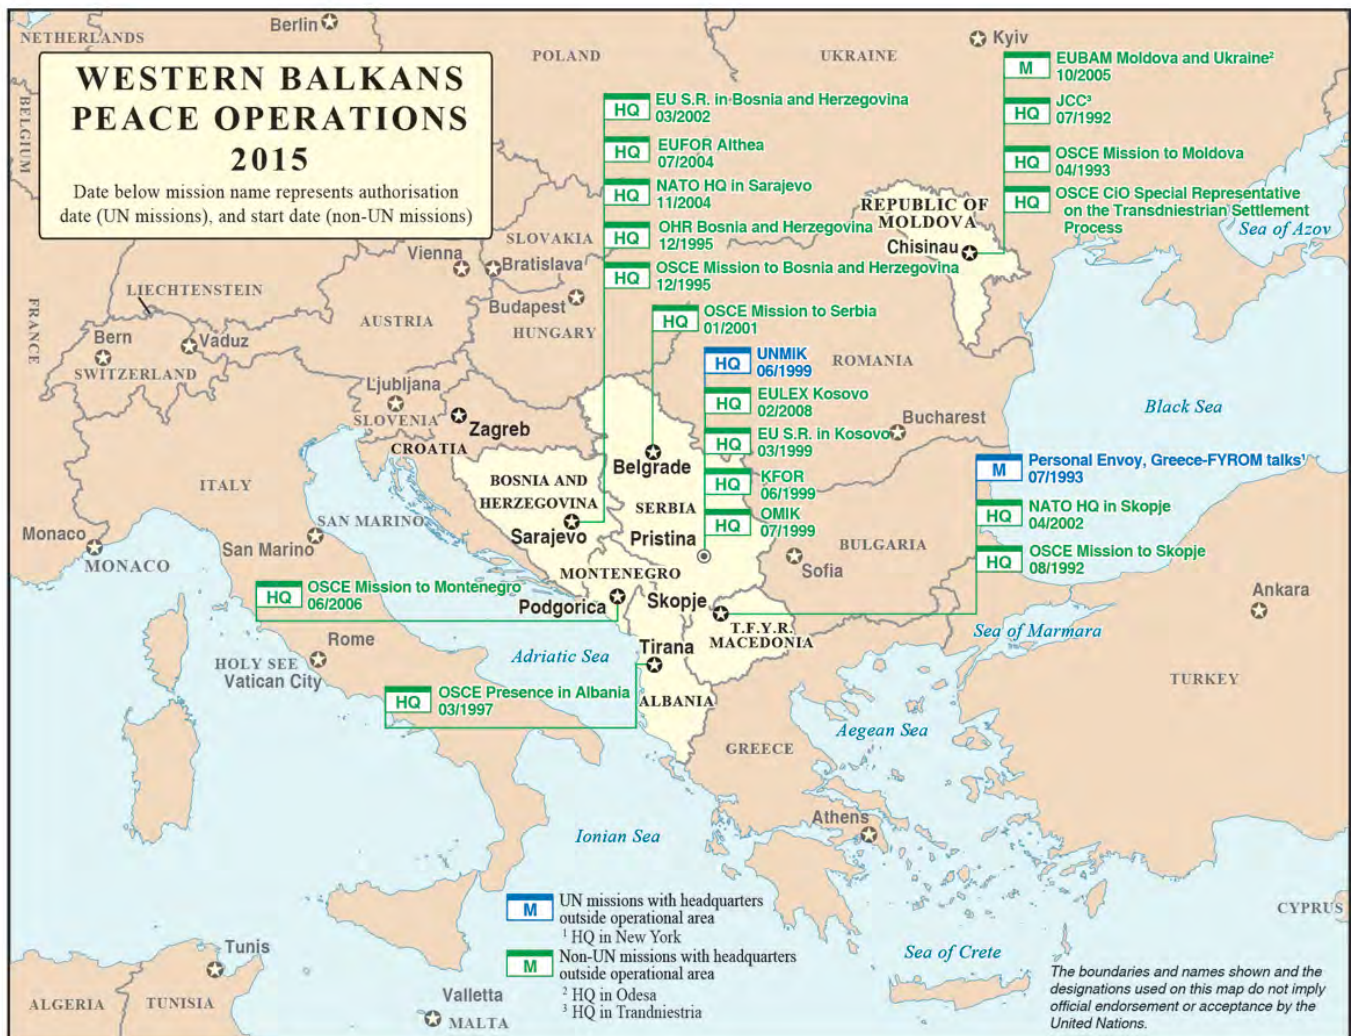 WESTERN BALKANS
PEACE OPERATIONS
2015
Date below mission name represents authorisation
date (UN missions), and start date (non-UN missions)
NETHERLANDS
BELGIUM
FRANCE
Berlin
POLAND
UKRAINE
Kyiv
M
EUBAM Moldova and Ukraine²
10/2005
HQ
JCC³
07/1992
HQ
OSCE Mission to Moldova
04/1993
HQ
OSCE CiO Special Representative
on the Transdniestrian Settlement
Process
Sea of Azov
HQ
EU S.R. in Bosnia and Herzegovina
03/2002
HQ
EUFOR Althea
07/2004
HQ
NATO HQ in Sarajevo
11/2004
HQ
OHR Bosnia and Herzegovina
12/1995
HQ
OSCE Mission to Bosnia and Herzegovina
12/1995
REPUBLIC OF
MOLDOVA
Chisinau
SLOVAKIA
Vienna
Bratislava
LIECHTENSTEIN
Budapest
HUNGARY
AUSTRIA
Bern
Vaduz
SWITZERLAND
HQ
OSCE Mission to Serbia
01/2001
HQ
UNMIK
06/1999
HQ
EULEX Kosovo
02/2008
HQ
EU S.R. in Kosovo
03/1999
HQ
KFOR
06/1999
HQ
OMIK
07/1999
ROMANIA
Bucharest
Black Sea
Ljubljana
SLOVENIA
Zagreb
CROATIA
Belgrade
BOSNIA AND
HERZEGOVINA
Sarajevo
SERBIA
Pristina
M
Personal Envoy, Greece-FYROM talks¹
07/1993
HQ
NATO HQ in Skopje
04/2002
HQ
OSCE Mission to Skopje
08/1992
ITALY
SAN MARINO
San Marino
Monaco
MONACO
BULGARIA
Sofia
MONTENEGRO
Podgorica
Skopje
T.F.Y.R.
MACEDONIA
HQ
OSCE Mission to Montenegro
06/2006
Ankara
Sea of Marmara
Rome
HOLY SEE
Vatican City
Adriatic Sea
Tirana
ALBANIA
HQ
OSCE Presence in Albania
03/1997
TURKEY
GREECE
Aegean Sea
Athens
Ionian Sea
M
UN missions with headquarters
outside operational area
¹ HQ in New York
M
Non-UN missions with headquarters
outside operational area
² HQ in Odesa
³ HQ in Trandniestria
Sea of Crete
CYPRUS
Tunis
ALGERIA
TUNISIA
Valletta
MALTA
The boundaries and names shown and the
designations used on this map do not imply
official endorsement or acceptance by the
United Nations.